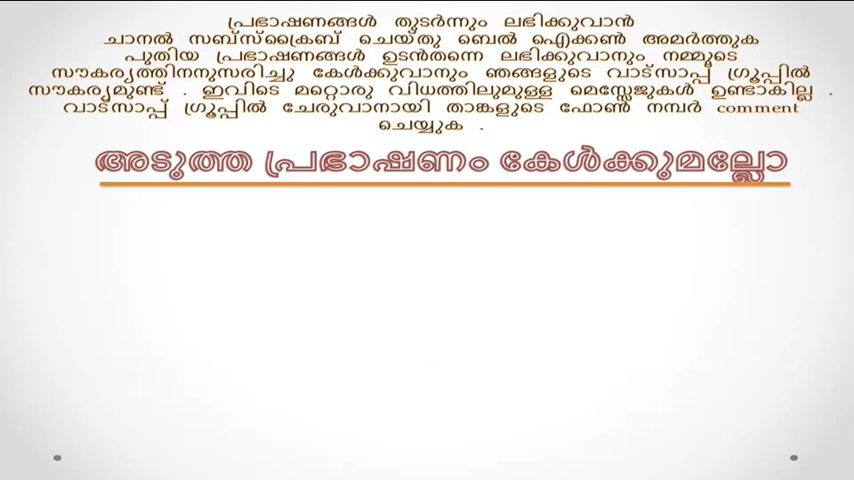 പ്രഭാഷണങ്ങൾ തുടർന്നും ലഭിക്കുവാൻ
ചാനൽ സബ്സ്ക്രൈബ് ചെയ്തു ബെൽ ഐക്കൺ അമർത്തുക
പുതിയ പ്രഭാഷണങ്ങൾ ഉടൻതന്നെ ലഭിക്കുവാനും നമ്മുടെ
സൗകര്യത്തിനനുസരിച്ചു കേൾക്കുവാനും ഞങ്ങളുടെ വാട്സാപ്പ് ഗ്രൂപ്പിൽ
സൗകര്യമുണ്ട് . ഇവിടെ മറ്റൊരു വിധത്തിലുമുള്ള മെസ്സേജുകൾ ഉണ്ടാകില്ല .
വാട്സാപ്പ് ഗ്രൂപ്പിൽ ചേരുവാനായി താങ്കളുടെ ഫോൺ നമ്പർ comment
ചെയ്യുക .
അടുത്ത പ്രഭാഷണം കേൾക്കുമല്ലോ